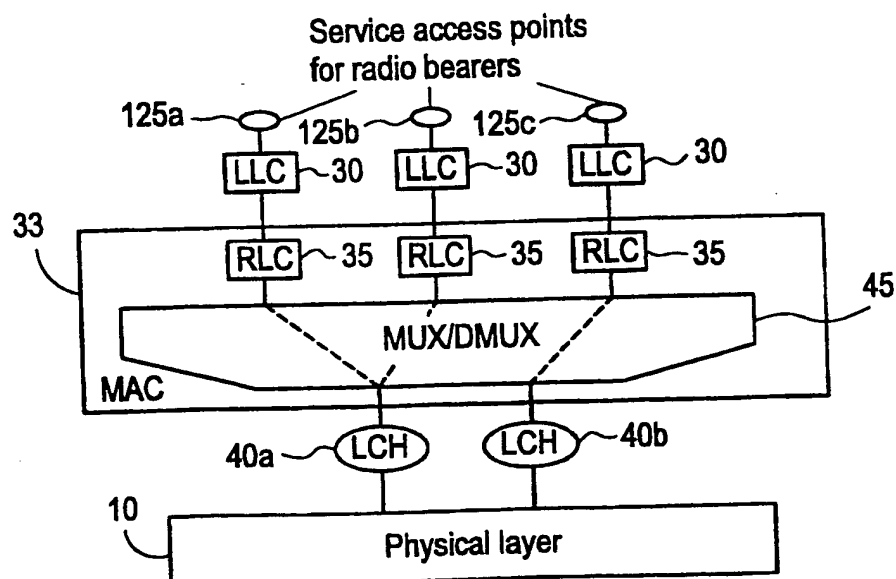 Service access points
for radio bearers
125a
125b
125c
LLC 30
LLC 30
LLC 30
33
RLC 35
RLC 35
RLC 35
45
MUX/DMUX
MAC
40a LCH
LCH 40b
10
Physical layer